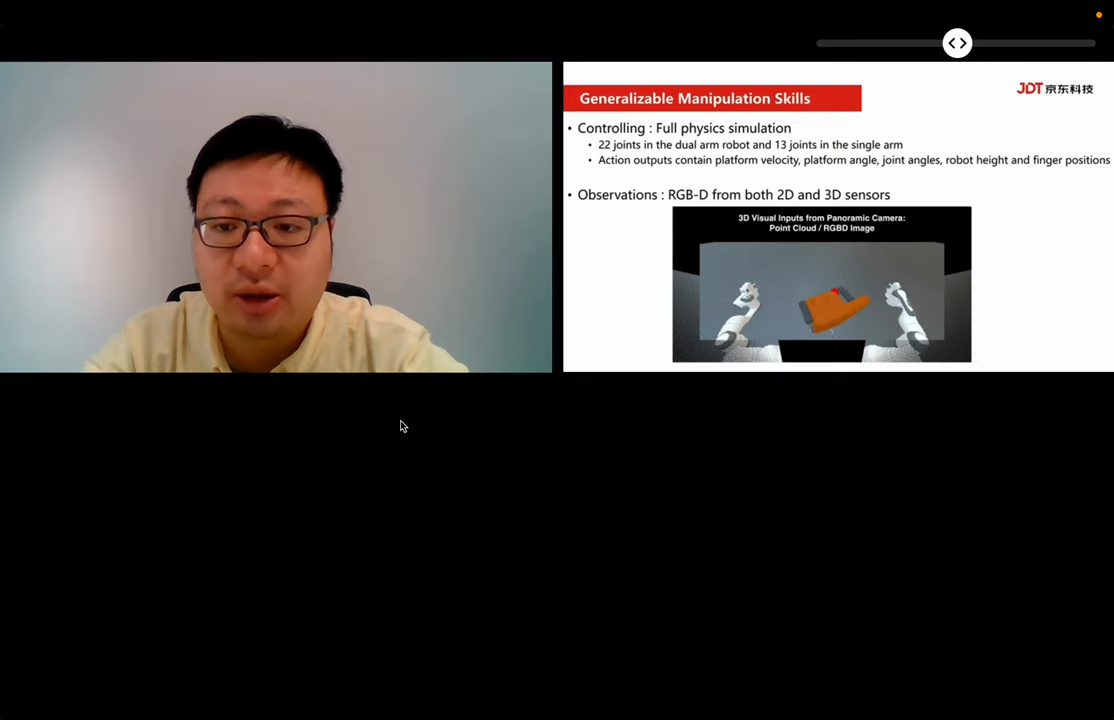 Generalizable Manipulation Skills
JDT 京东科技
• Controlling : Full physics simulation
• 22 joints in the dual arm robot and 13 joints in the single arm
• Action outputs contain platform velocity, platform angle, joint angles, robot height and finger positions
• Observations : RGB-D from both 2D and 3D sensors
3D Visual Inputs from Panoramic Camera:
Point Cloud / RGBD Image